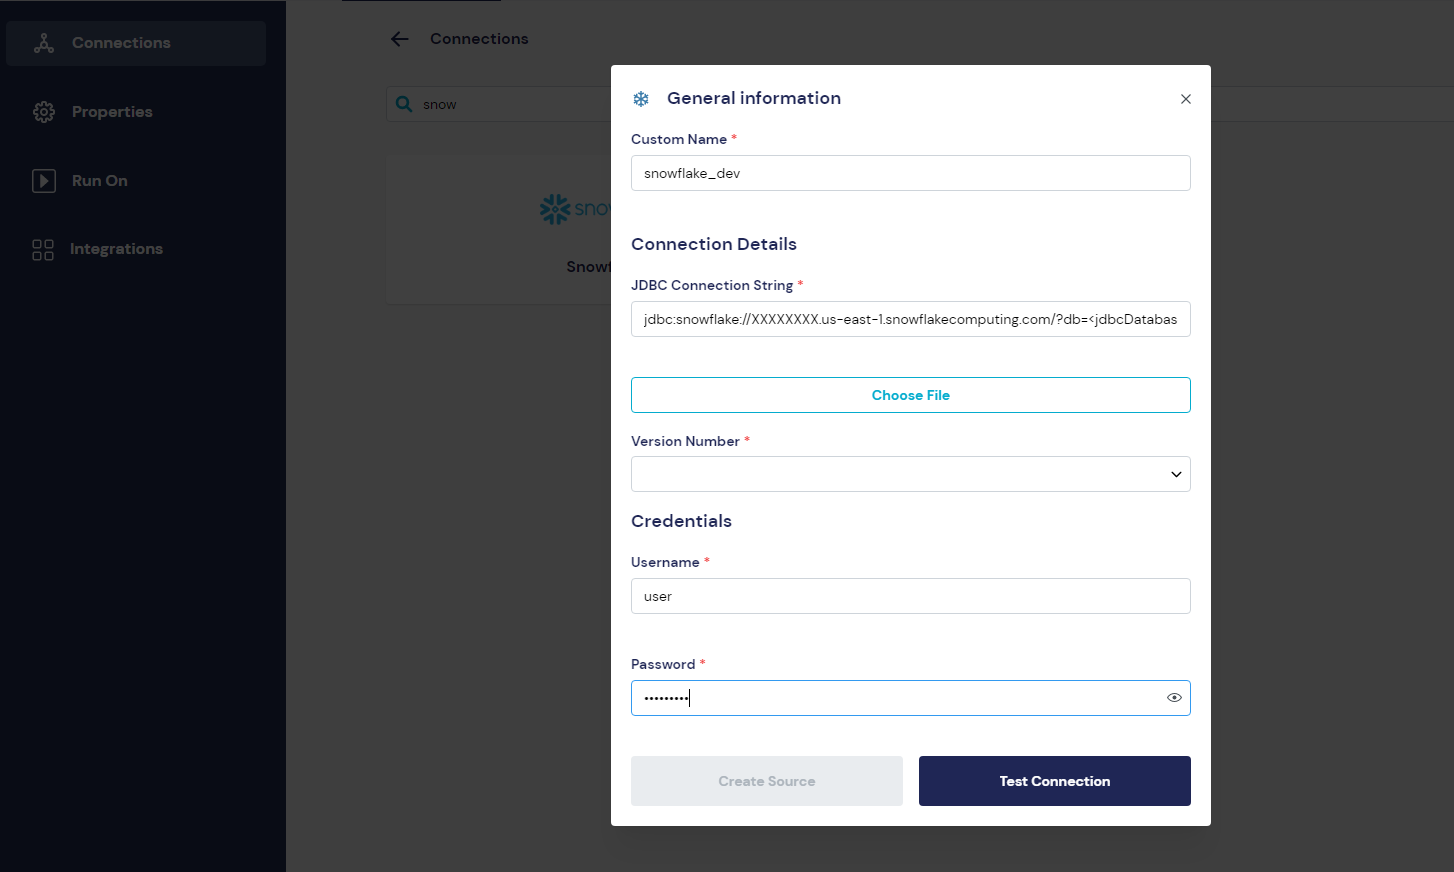 Connections
Properties
Run On
Integrations
Connections
snow
General information
Custom Name *
snowflake_dev
Connection Details
JDBC Connection String *
jdbc:snowflake://XXXXXXXX.us-east-1.snowflakecomputing.com/?db=<jdbcDatabas
Choose File
Version Number *
Credentials
Username *
user
Password *
•••••••••
Create Source
Test Connection